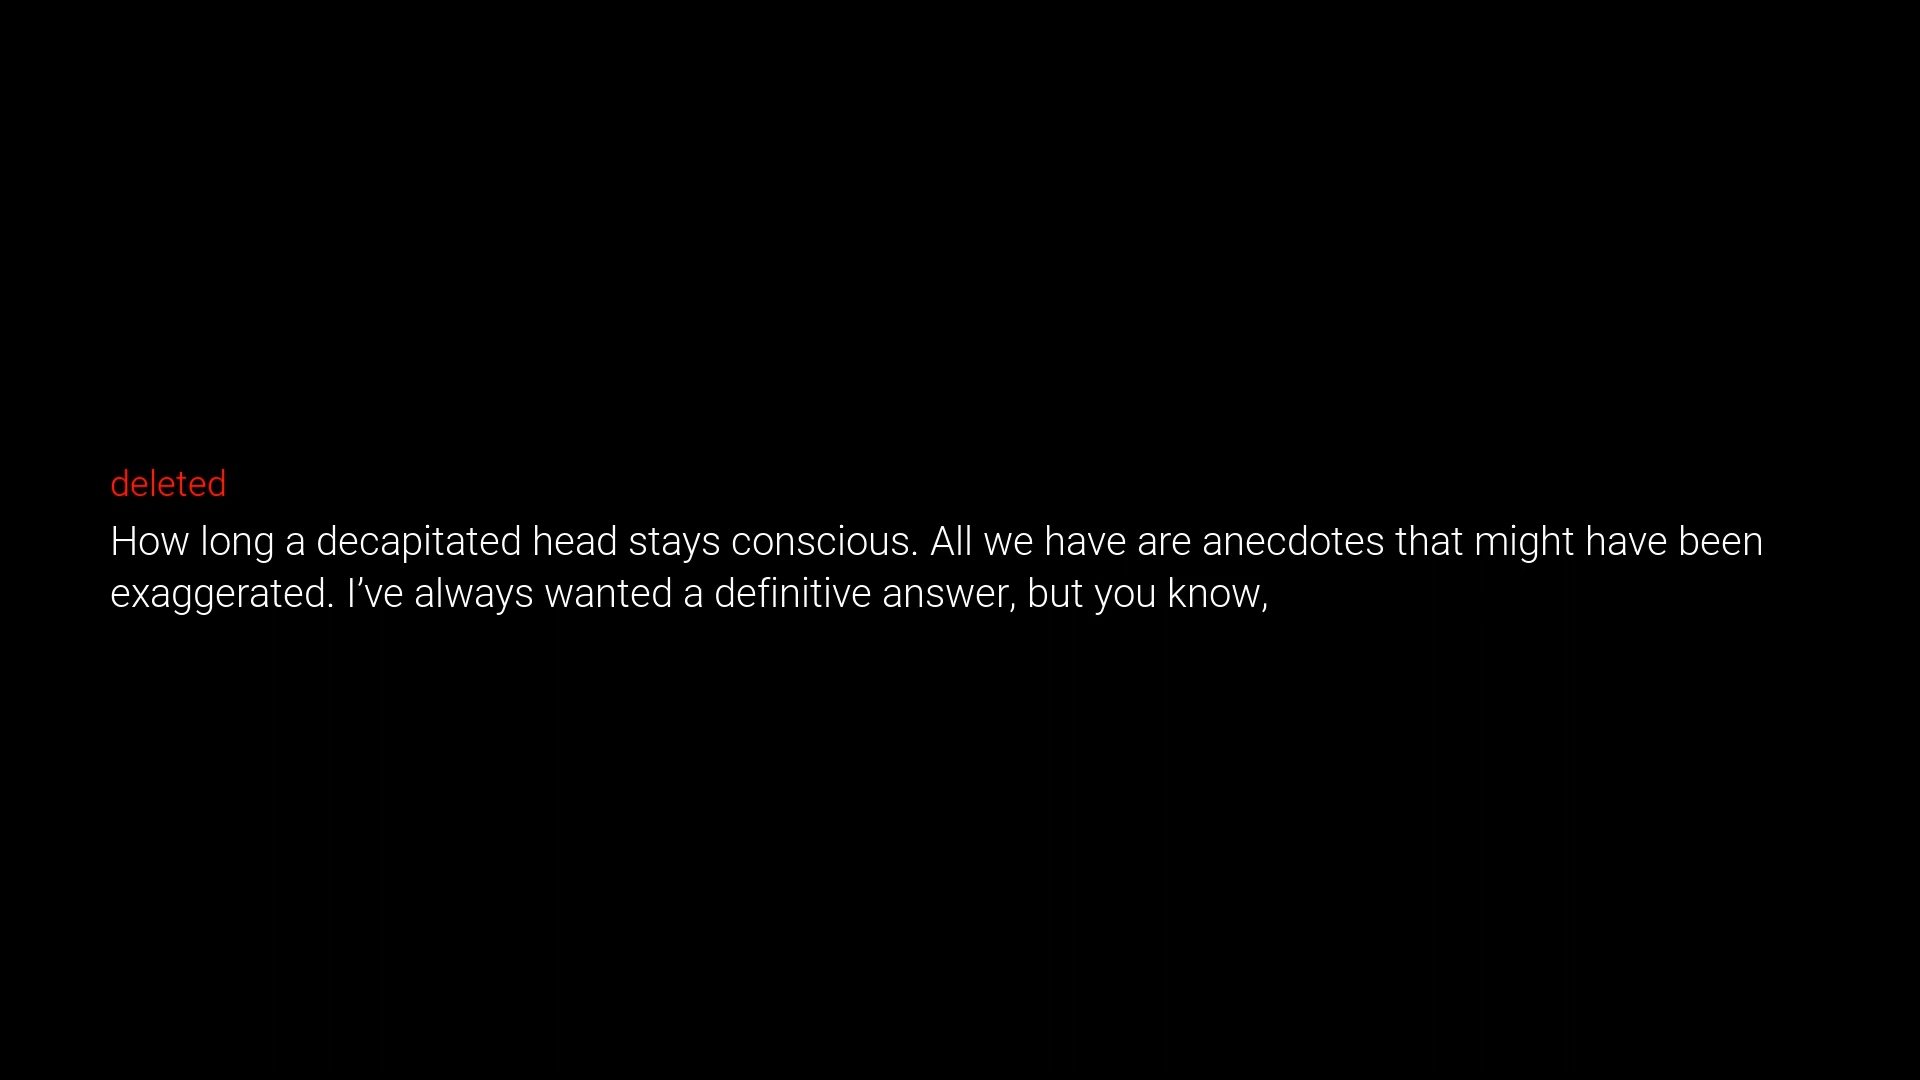 deleted
How long a decapitated head stays conscious. All we have are anecdotes that might have been
exaggerated. I’ve always wanted a definitive answer, but you know,